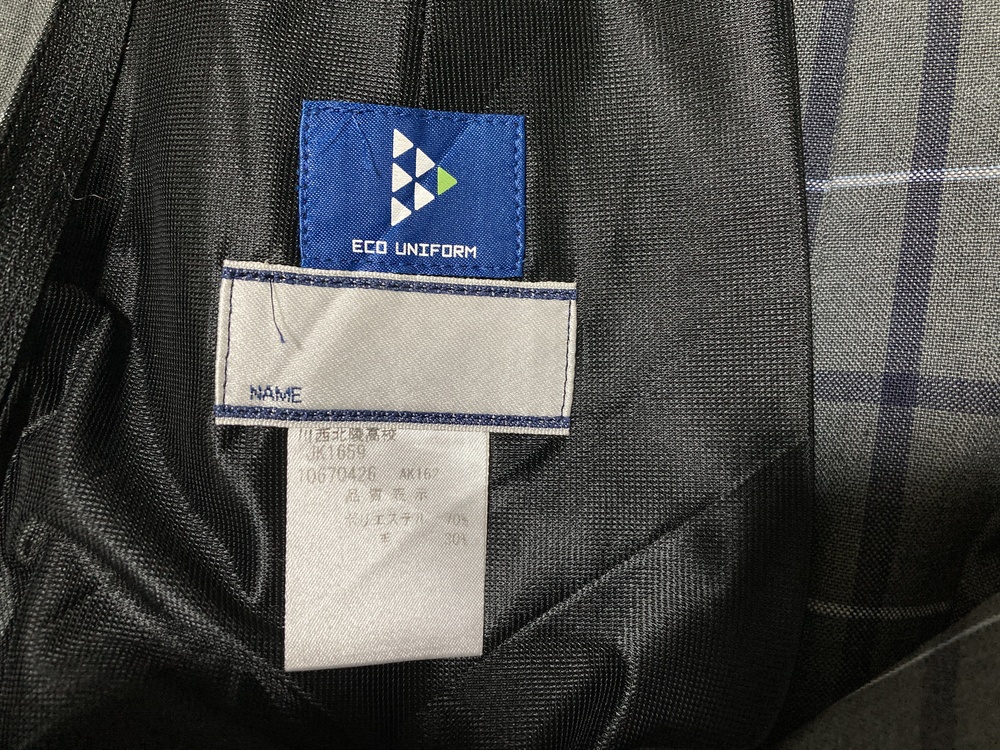 ECO UNIFORM
NAME
川西北陵高校
JK1659
10670426 AK162
品質表示
ポリエステル 70%
毛 30%